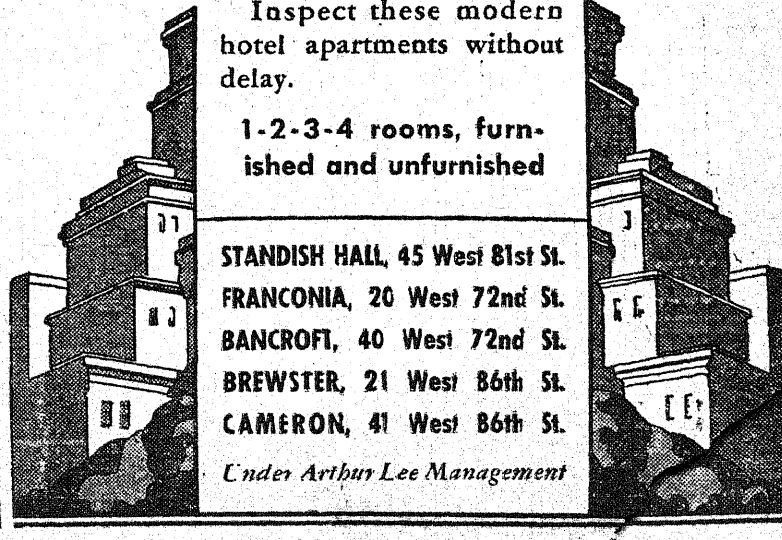 Inspect these modern
hotel apartments without
delay.
1-2-3-4 rooms, furn-
ished and unfurnished
STANDISH HALL, 45 West 81st St.
FRANCONIA, 20 West 72nd St.
BANCROFT, 40 West 72nd St.
BREWSTER, 21 West 86th St.
CAMERON, 41 West 86th St.
Under Arthur Lee Management